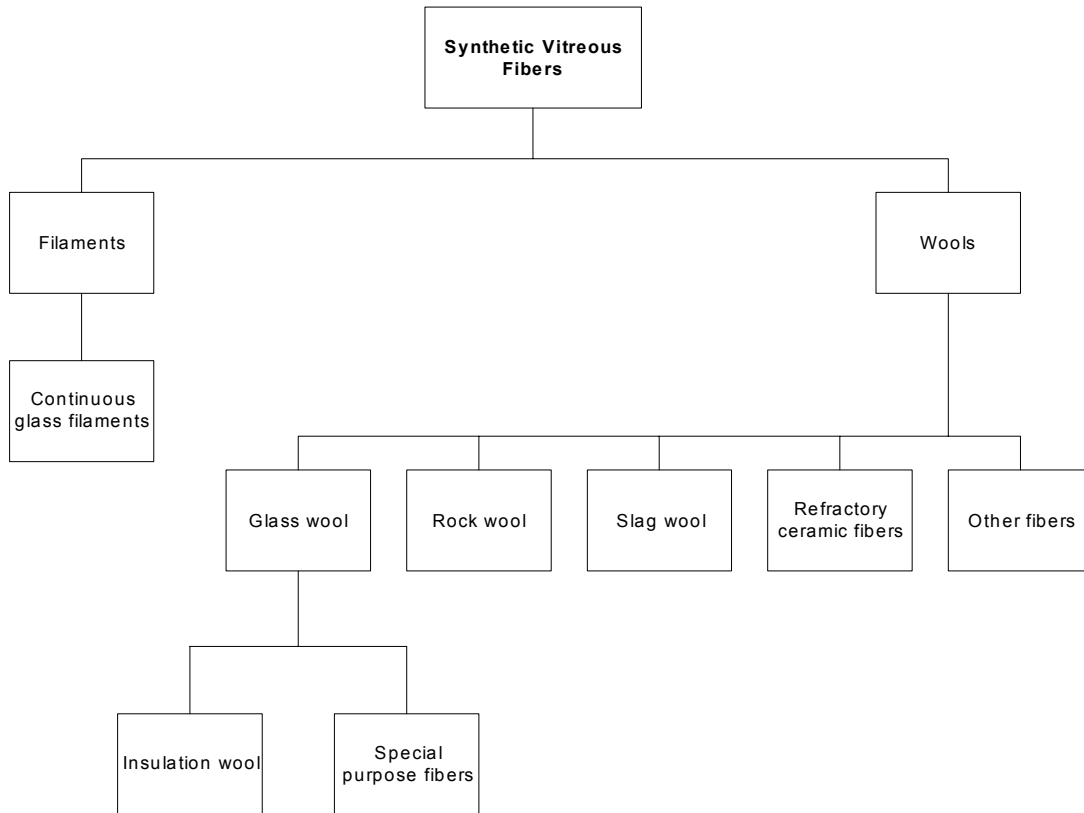 Synthetic Vitreous
Fibers
Filaments
Wools
Continuous
glass filaments
Glass wool
Rock wool
Slag wool
Refractory
ceramic fibers
Other fibers
Insulation wool
Special
purpose fibers